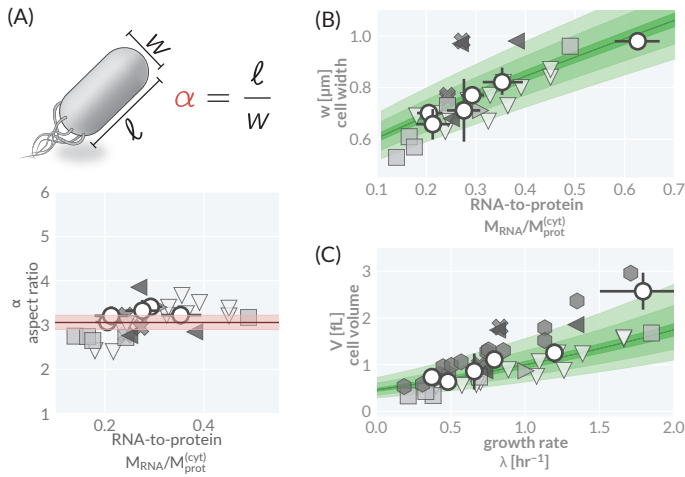 (A)
w
ℓ
α = ℓ / w
6
5
4
3
2
1
α
aspect ratio
0.2 0.4
RNA-to-protein
M_RNA/M_prot^(cyt)
(B)
1.0
0.8
0.6
w [µm]
cell width
0.1 0.2 0.3 0.4 0.5 0.6 0.7
RNA-to-protein
M_RNA/M_prot^(cyt)
(C)
3
2
1
0
V [fL]
cell volume
0.0 0.5 1.0 1.5 2.0
growth rate
λ [hr⁻¹]